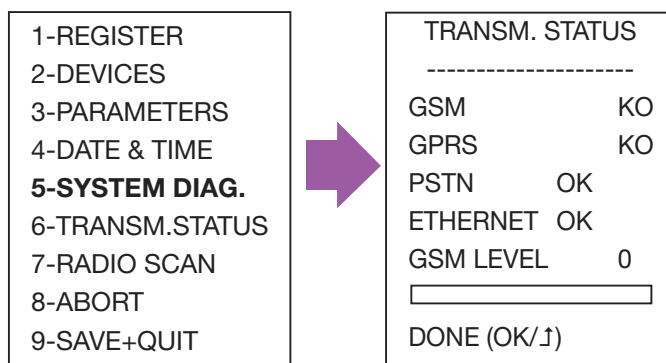 1-REGISTER
2-DEVICES
3-PARAMETERS
4-DATE & TIME
5-SYSTEM DIAG.
6-TRANSM.STATUS
7-RADIO SCAN
8-ABORT
9-SAVE+QUIT
TRANSM. STATUS
---------------------
GSM KO
GPRS KO
PSTN OK
ETHERNET OK
GSM LEVEL 0
DONE (OK/⮥)